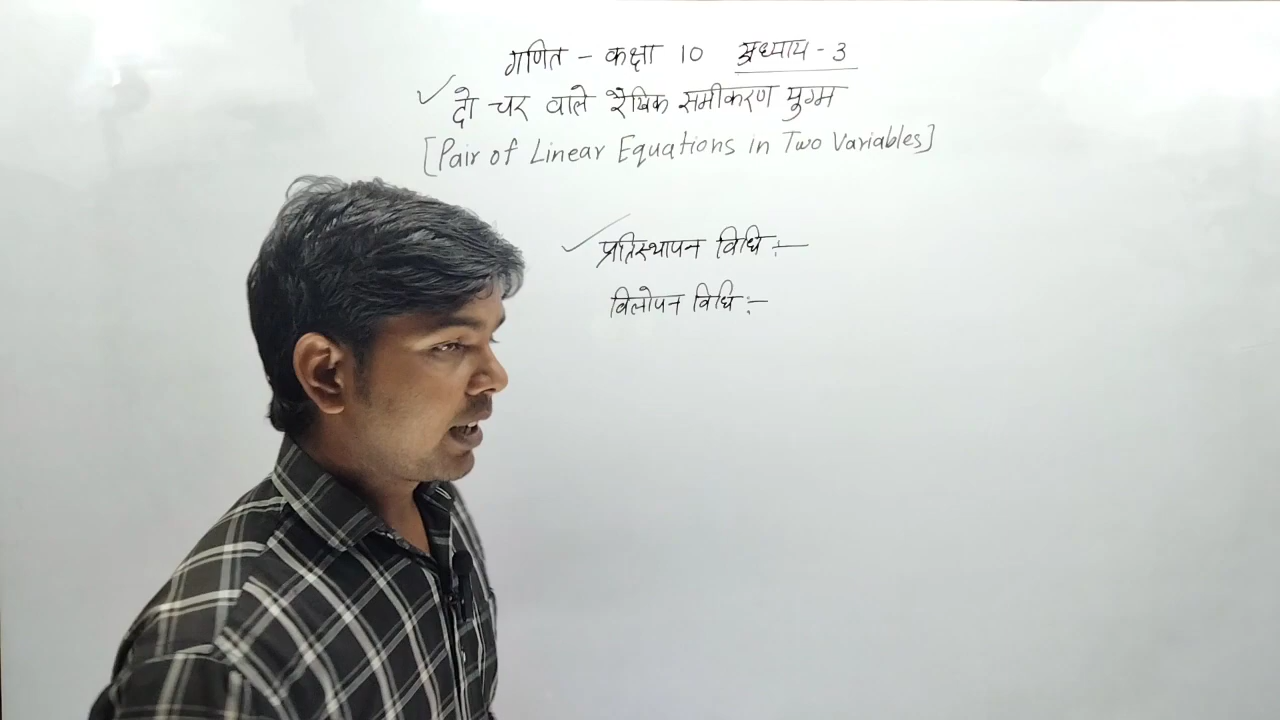 गणित - कक्षा 10 अध्याय - 3
दो चर वाले रैखिक समीकरण युग्म
[Pair of Linear Equations in Two Variables]
प्रतिस्थापन विधि :-
विलोपन विधि :-